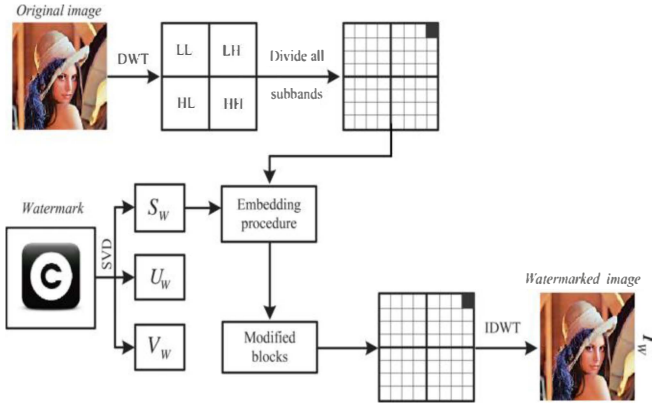 Original image
DWT
LL
LH
HL
HH
Divide all
subbands
Watermark
C
SVD
S_W
U_W
V_W
Embedding
procedure
Modified
blocks
IDWT
Watermarked image
I_W